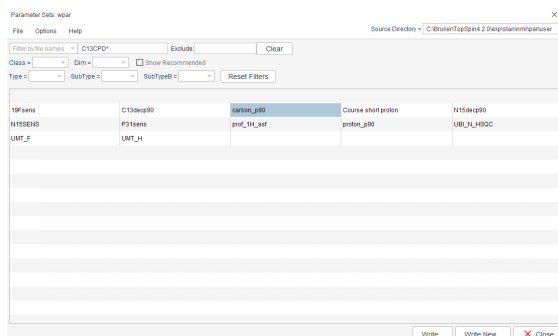 Parameter Sets: wpar
File Options Help Source Directory = C:\Bruker\TopSpin4.2.0\exp\stan\nmr\par\user
Filter by file names C13CPD* Exclude: Clear
Class = Dim = Show Recommended
Type = SubType = SubTypeB = Reset Filters
19Fsens C13decp90 carbon_p90 Course short proton N15decp90
N15SENS P31sens prof_1H_asf proton_p90 UBI_N_HSQC
UMT_F UMT_H
Write Write New Close